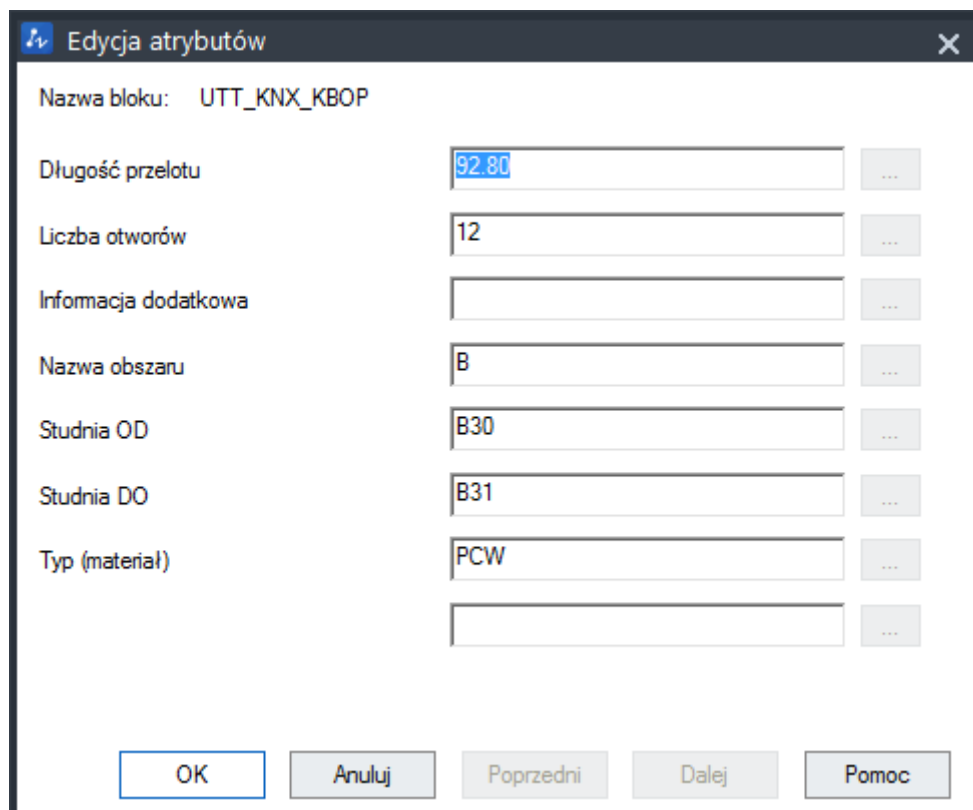 Edycja atrybutów
Nazwa bloku: UTT_KNX_KBOP
Długość przelotu 92.80 ...
Liczba otworów 12 ...
Informacja dodatkowa ...
Nazwa obszaru B ...
Studnia OD B30 ...
Studnia DO B31 ...
Typ (materiał) PCW ...
...
OK Anuluj Poprzedni Dalej Pomoc